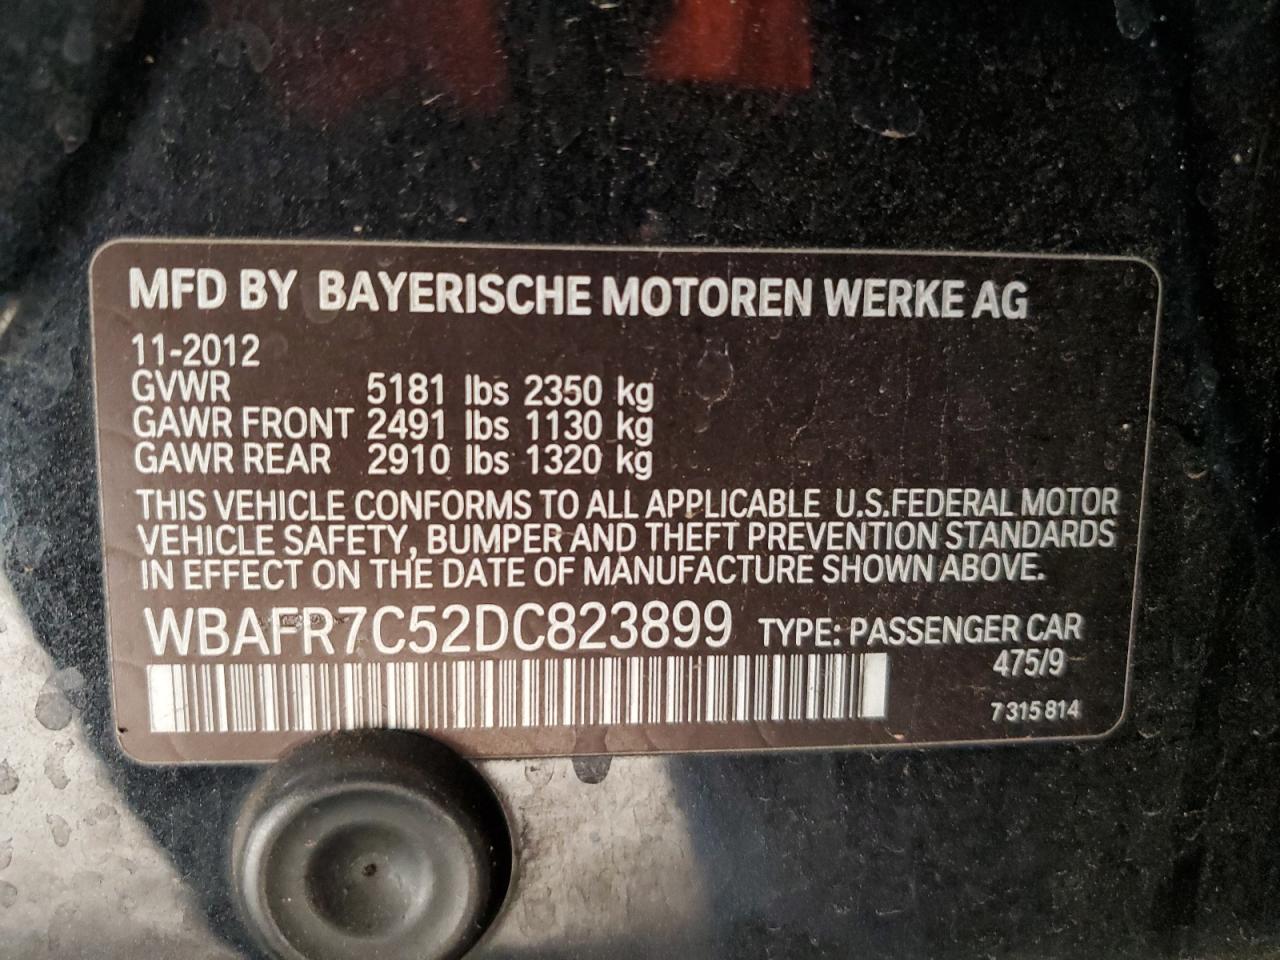 MFD BY BAYERISCHE MOTOREN WERKE AG
11-2012
GVWR 5181 lbs 2350 kg
GAWR FRONT 2491 lbs 1130 kg
GAWR REAR 2910 lbs 1320 kg
THIS VEHICLE CONFORMS TO ALL APPLICABLE U.S.FEDERAL MOTOR
VEHICLE SAFETY, BUMPER AND THEFT PREVENTION STANDARDS
IN EFFECT ON THE DATE OF MANUFACTURE SHOWN ABOVE.
WBAFR7C52DC823899 TYPE: PASSENGER CAR
475/9
7 315 814